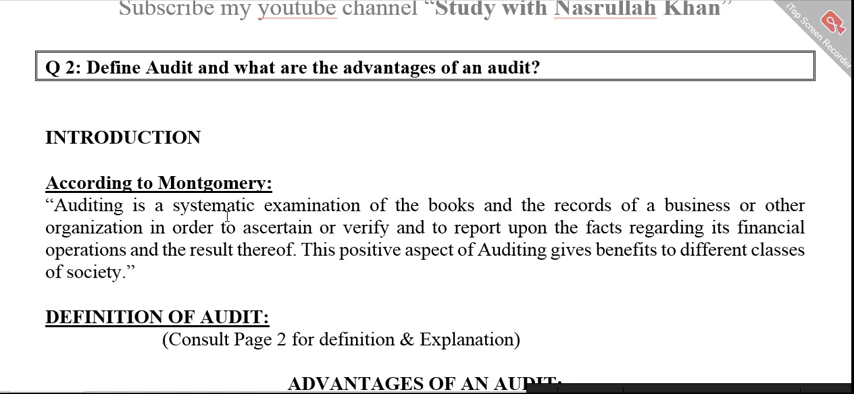 Subscribe my youtube channel “Study with Nasrullah Khan”
iTop Screen Recorder
Q 2: Define Audit and what are the advantages of an audit?
INTRODUCTION
According to Montgomery:
“Auditing is a systematic examination of the books and the records of a business or other
organization in order to ascertain or verify and to report upon the facts regarding its financial
operations and the result thereof. This positive aspect of Auditing gives benefits to different classes
of society.”
DEFINITION OF AUDIT:
(Consult Page 2 for definition & Explanation)
ADVANTAGES OF AN AUDIT: